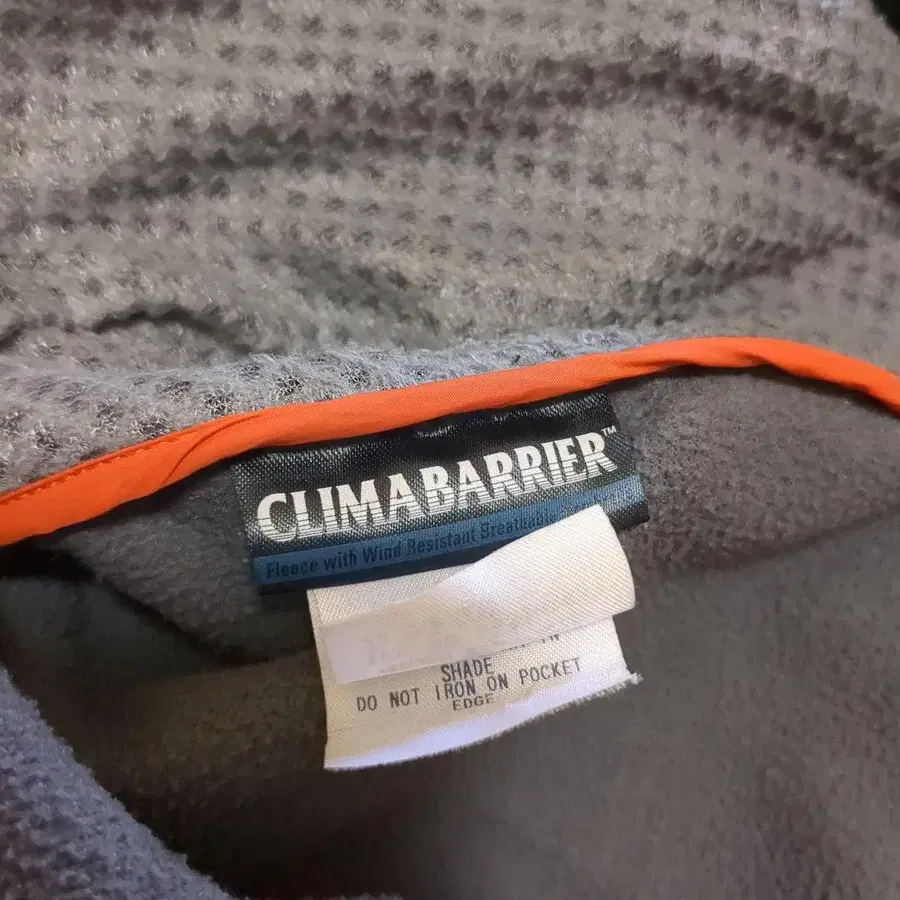 CLIMABARRIER™
Fleece with Wind Resistant Breathable
SHADE
DO NOT IRON ON POCKET
EDGE